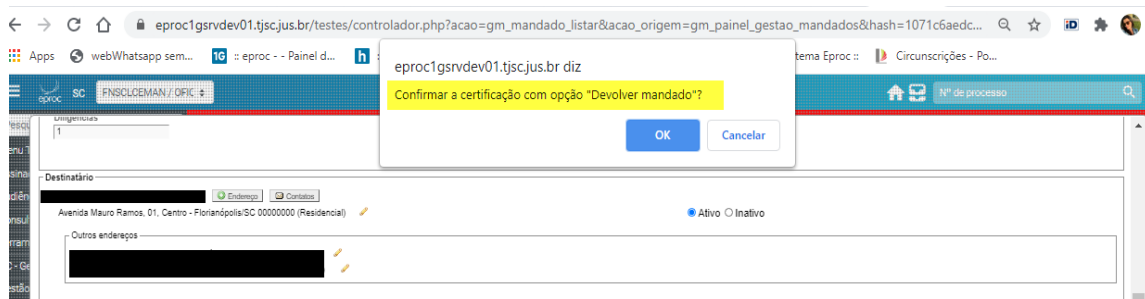 eproc1gsrvdev01.tjsc.jus.br/testes/controlador.php?acao=gm_mandado_listar&acao_origem=gm_painel_gestao_mandados&hash=1071c6aedc...
iD
Apps webWhatsapp sem... 1G :: eproc - - Painel d... h tema Eproc :: Circunscrições - Po...
eproc1gsrvdev01.tjsc.jus.br diz
Confirmar a certificação com opção "Devolver mandado"?
OK Cancelar
eproc SC FNSCLCEMAN / OFIC Nº de processo
Diligências
1
Destinatário
Endereço Contatos
Avenida Mauro Ramos, 01, Centro - Florianópolis/SC 00000000 (Residencial) Ativo Inativo
Outros endereços